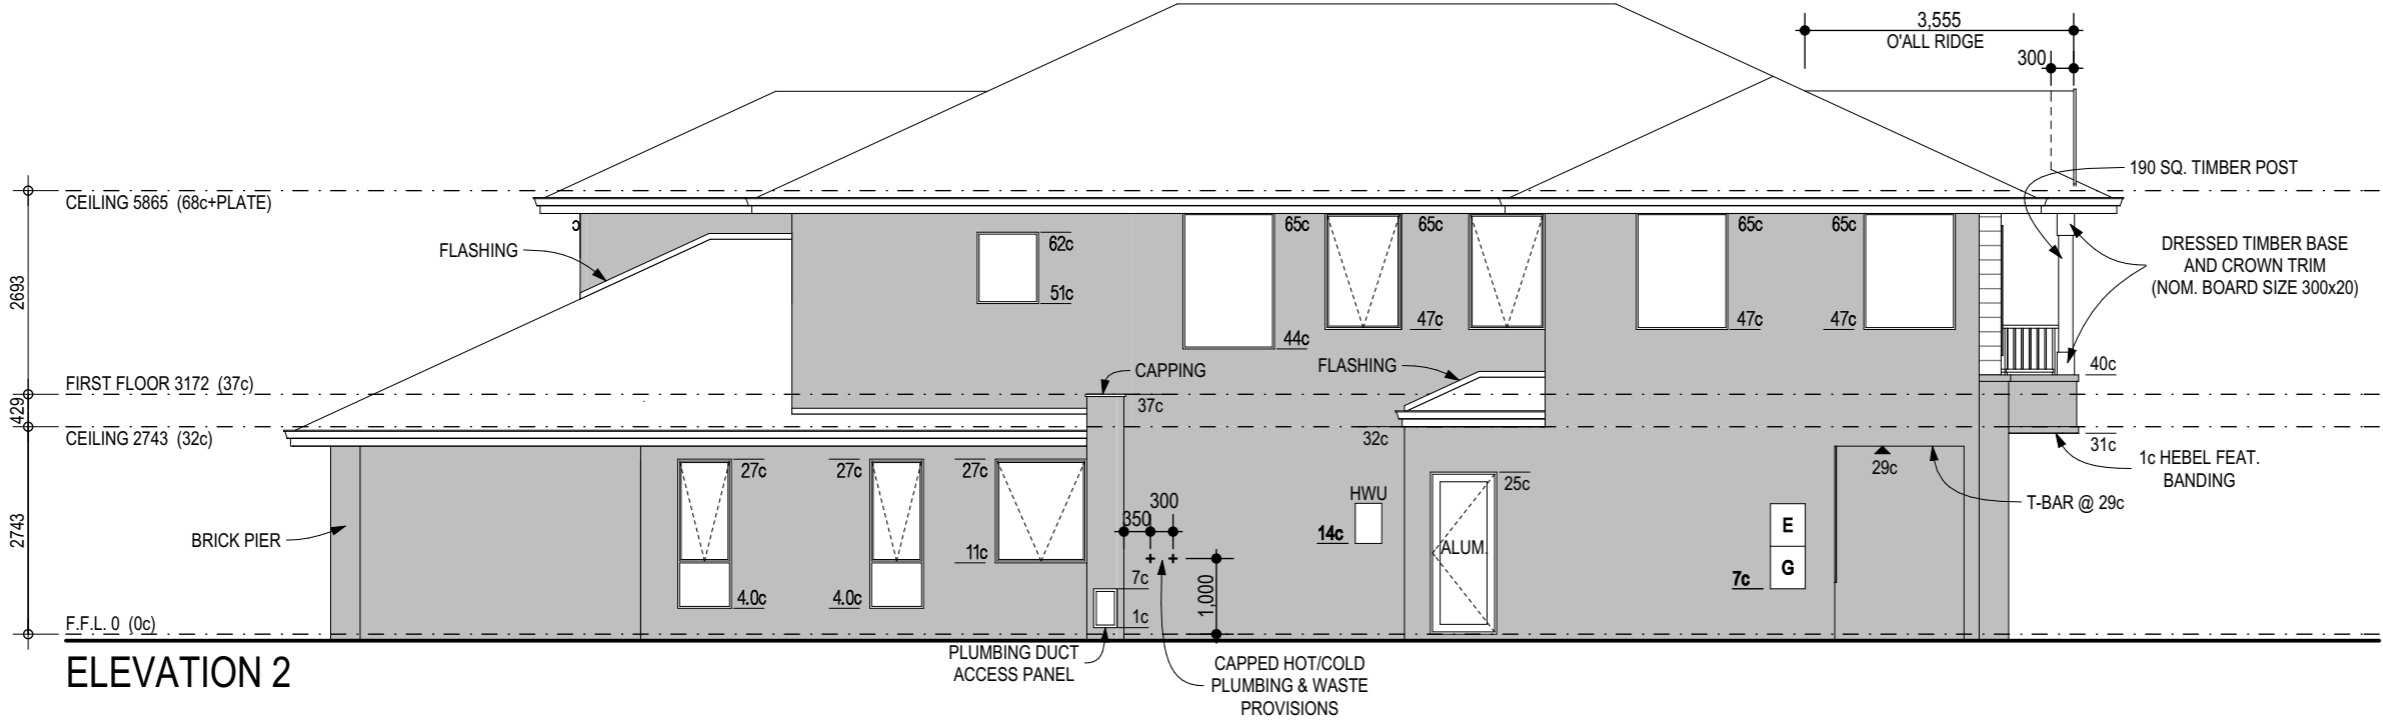 3,555
O'ALL RIDGE
300
190 SQ. TIMBER POST
CEILING 5865 (68c+PLATE)
FLASHING
62c
51c
65c
65c
65c
65c
44c
47c
47c
47c
DRESSED TIMBER BASE
AND CROWN TRIM
(NOM. BOARD SIZE 300x20)
2693
FIRST FLOOR 3172 (37c)
CAPPING
FLASHING
40c
37c
429
CEILING 2743 (32c)
32c
31c
1c HEBEL FEAT.
BANDING
27c
27c
27c
25c
29c
T-BAR @ 29c
HWU
300
350
14c
ALUM.
E
G
7c
2743
BRICK PIER
11c
4.0c
4.0c
7c
1c
1,000
F.F.L. 0 (0c)
ELEVATION 2
PLUMBING DUCT
ACCESS PANEL
CAPPED HOT/COLD
PLUMBING & WASTE
PROVISIONS